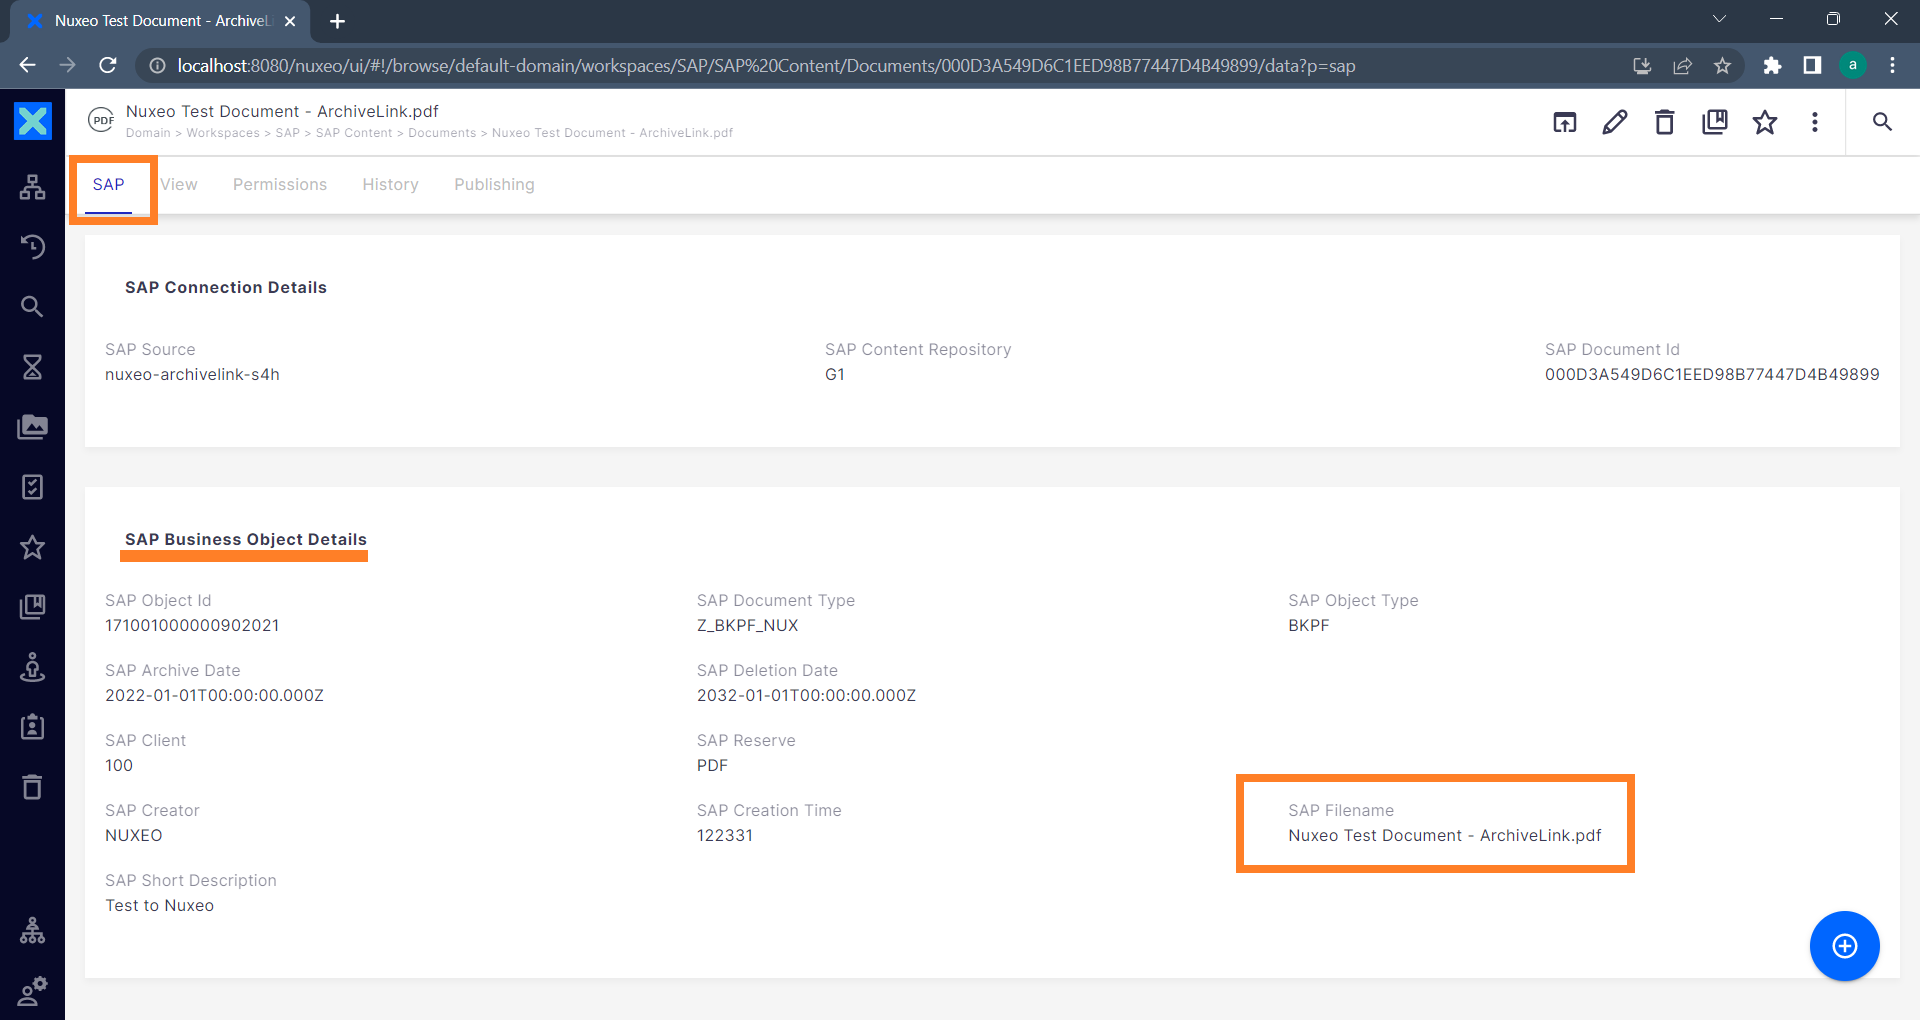 Nuxeo Test Document - ArchiveL
localhost:8080/nuxeo/ui/#!/browse/default-domain/workspaces/SAP/SAP%20Content/Documents/000D3A549D6C1EED98B77447D4B49899/data?p=sap
a
PDF
Nuxeo Test Document - ArchiveLink.pdf
Domain > Workspaces > SAP > SAP Content > Documents > Nuxeo Test Document - ArchiveLink.pdf
SAP View Permissions History Publishing
SAP Connection Details
SAP Source SAP Content Repository SAP Document Id
nuxeo-archivelink-s4h G1 000D3A549D6C1EED98B77447D4B49899
SAP Business Object Details
SAP Object Id SAP Document Type SAP Object Type
171001000000902021 Z_BKPF_NUX BKPF
SAP Archive Date SAP Deletion Date
2022-01-01T00:00:00.000Z 2032-01-01T00:00:00.000Z
SAP Client SAP Reserve
100 PDF
SAP Creator SAP Creation Time SAP Filename
NUXEO 122331 Nuxeo Test Document - ArchiveLink.pdf
SAP Short Description
Test to Nuxeo